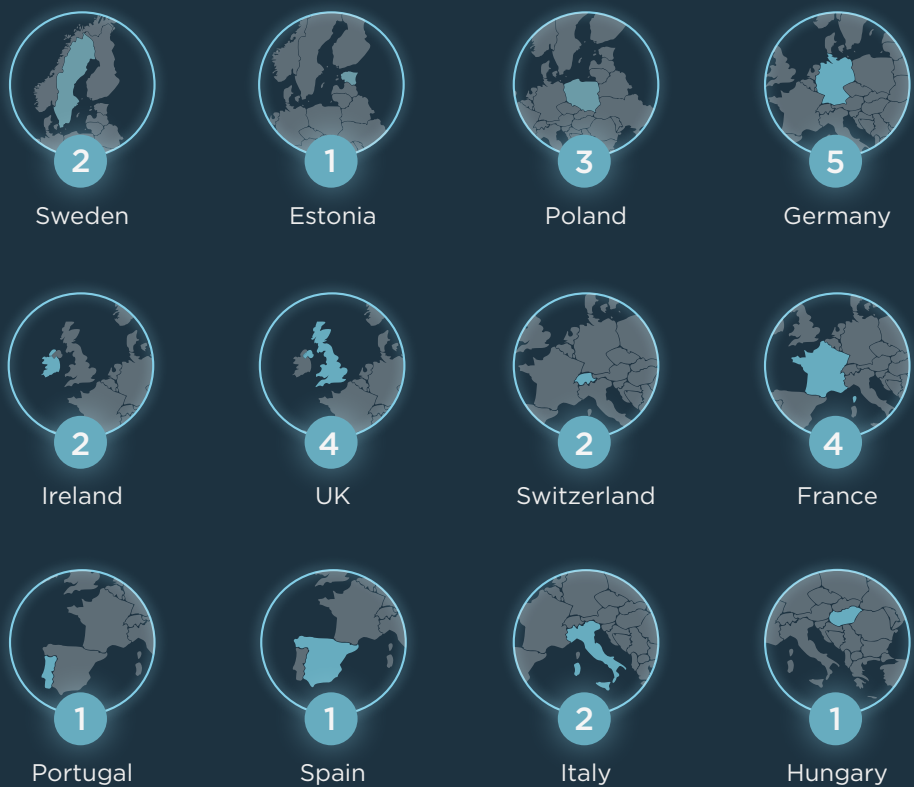 2 1 3 5
Sweden Estonia Poland Germany
2 4 2 4
Ireland UK Switzerland France
1 1 2 1
Portugal Spain Italy Hungary